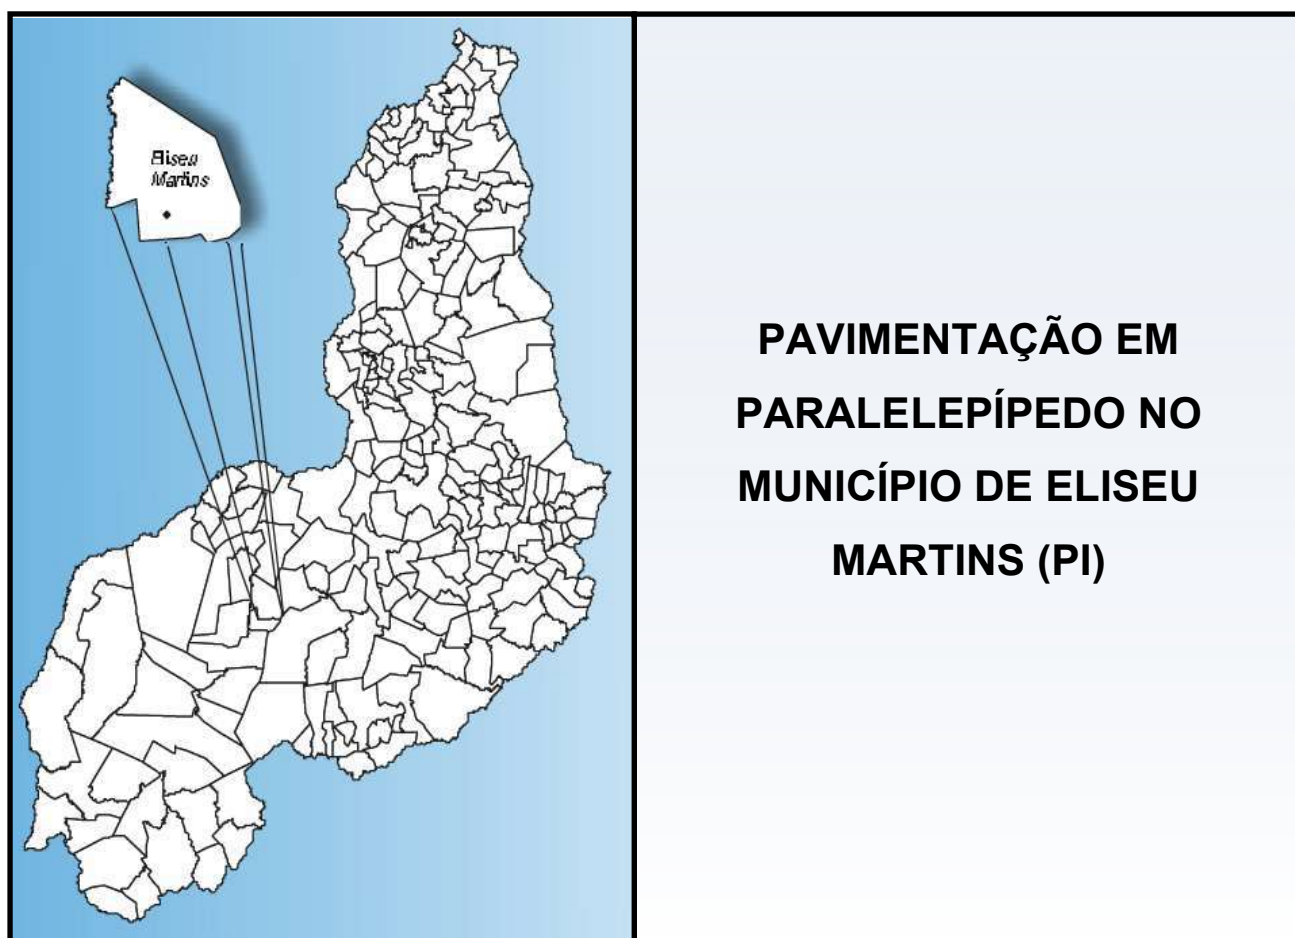 Eliseu
Martins
PAVIMENTAÇÃO EM
PARALELEPÍPEDO NO
MUNICÍPIO DE ELISEU
MARTINS (PI)